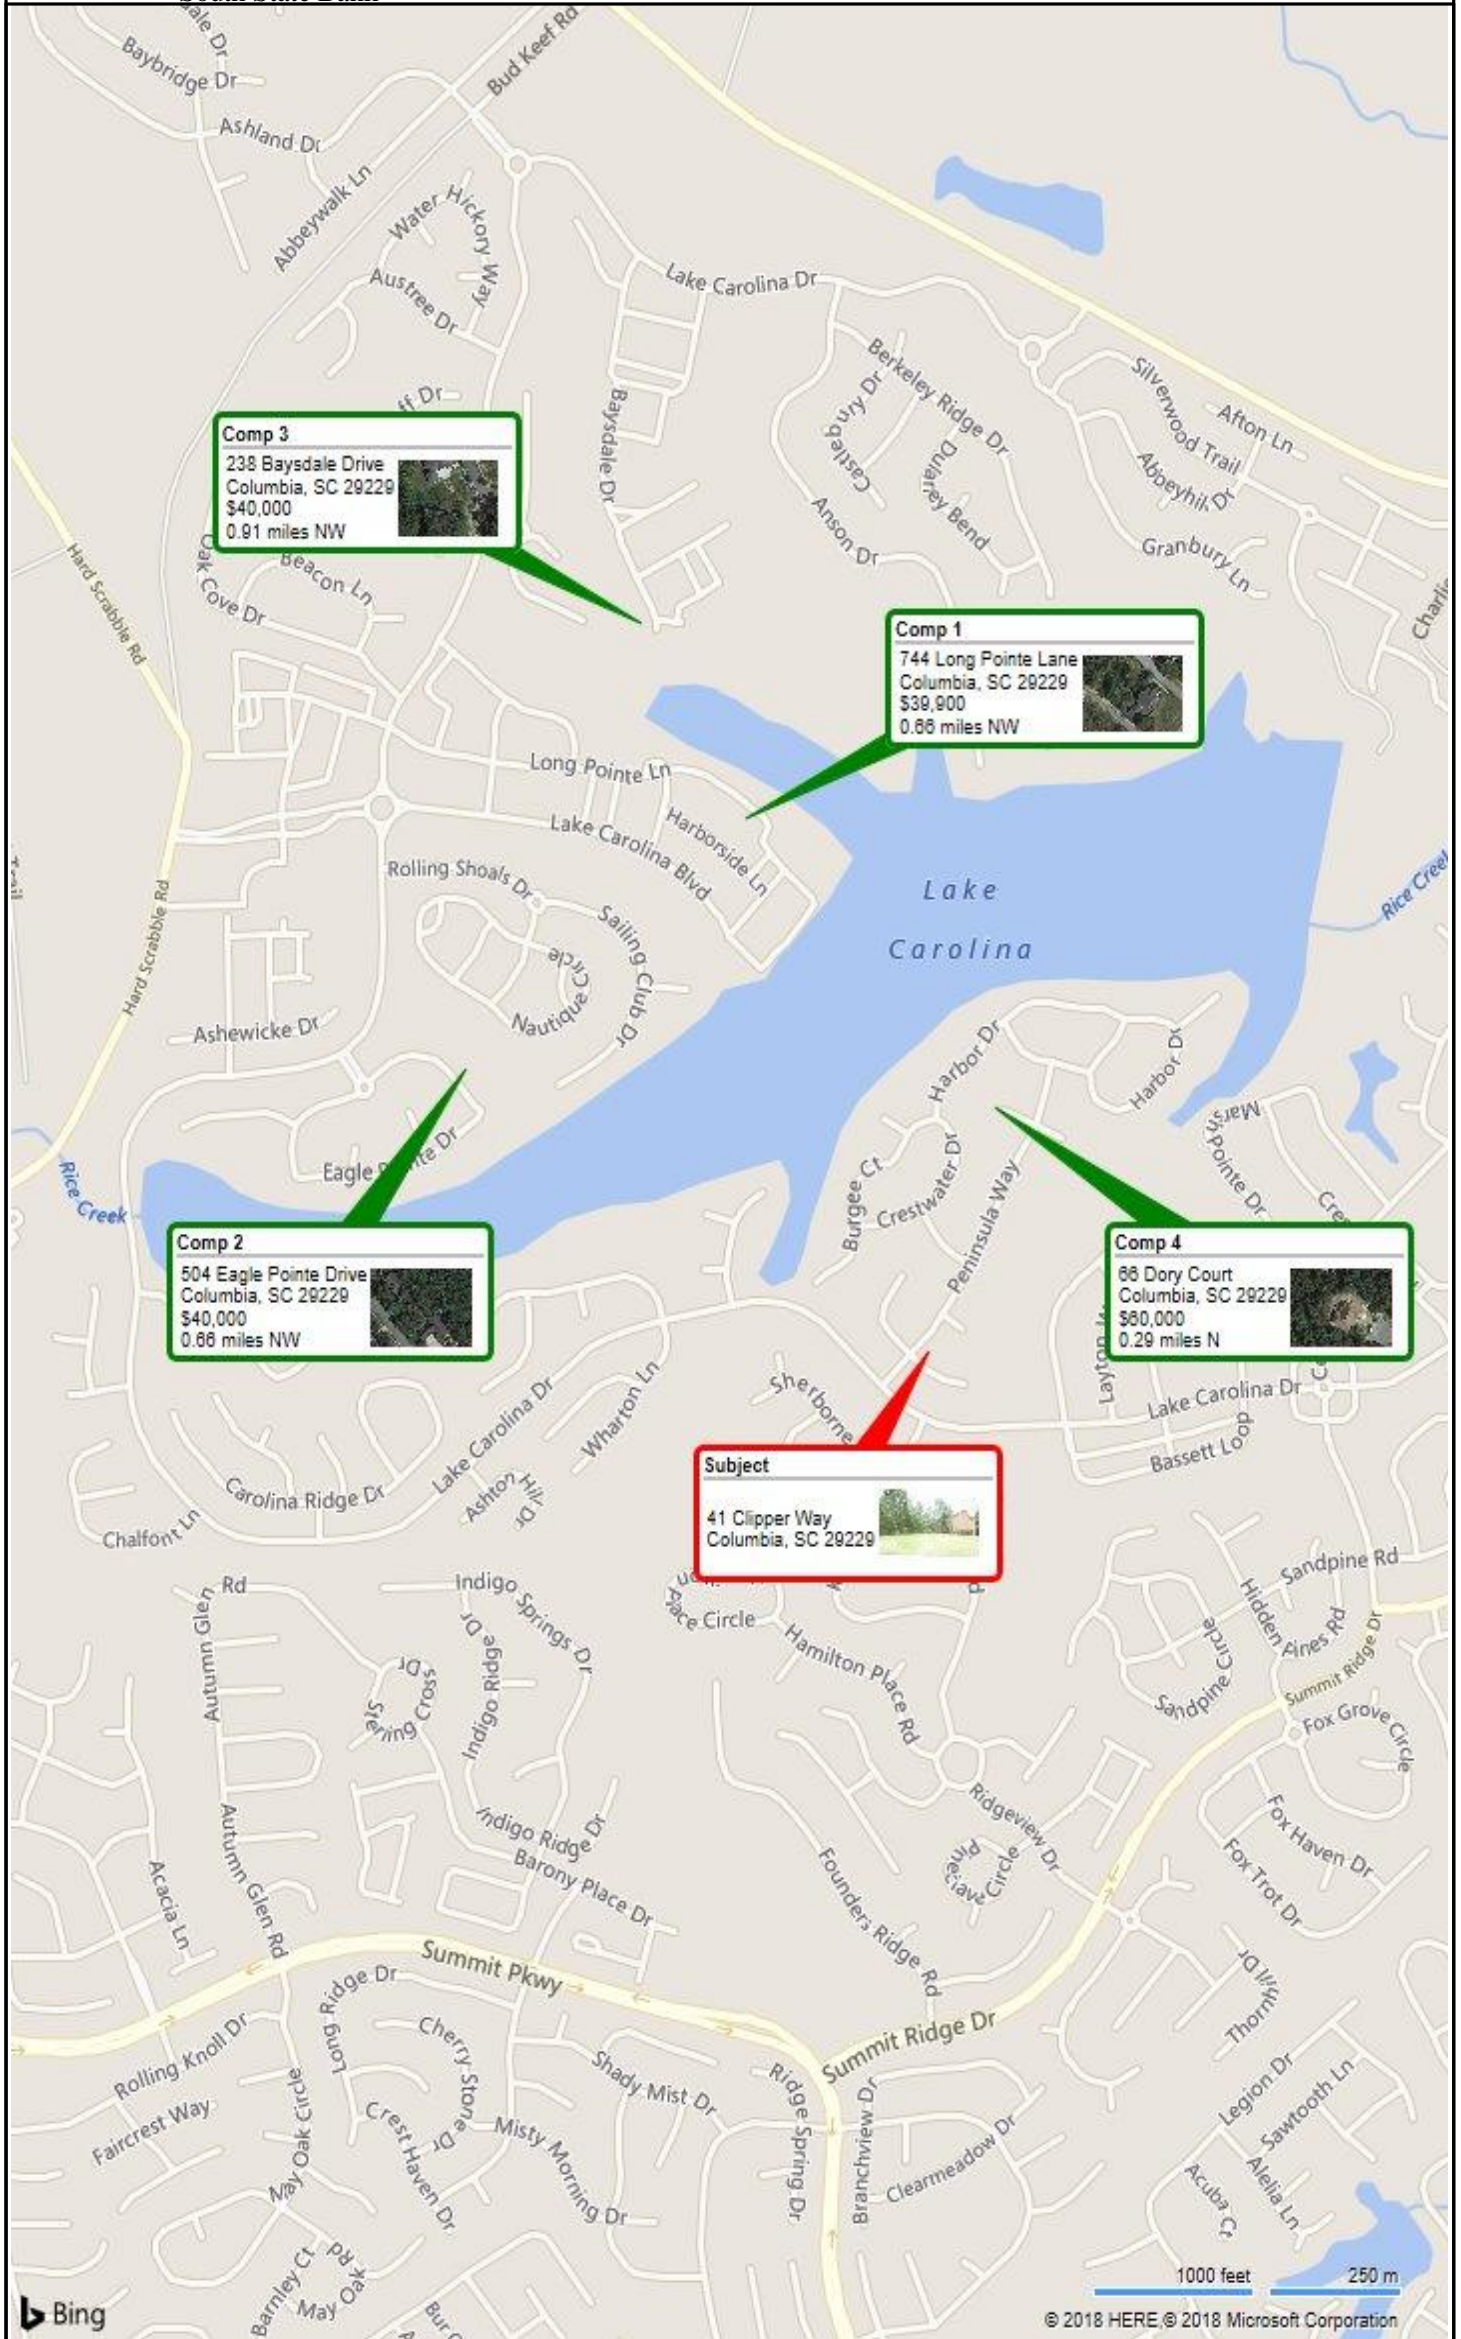 Bud Keef Rd
Baybridge Dr
Ashland Dr
Abbeywalk Ln
Water Hickory Way
Austree Dr
Lake Carolina Dr
Baysdale Dr
Berkeley Ridge Dr
Castlebury Dr
Dularey Bend
Anson Dr
Silverwood Trail
Afton Ln
Abbeyhill Dr
Granbury Ln
ff Dr
Comp 3
238 Baysdale Drive
Columbia, SC 29229
$40,000
0.91 miles NW
Hard Scrabble Rd
Oak Cove Dr
Beacon Ln
Comp 1
744 Long Pointe Lane
Columbia, SC 29229
$39,900
0.66 miles NW
Long Pointe Ln
Harborside Ln
Lake Carolina Blvd
Rolling Shoals Dr
Sailing Club Dr
Nautique Circle
Lake
Carolina
Rice Creek
Trail
Hard Scrabble Rd
Ashewicke Dr
Harbor Dr
Harbor Dr
Marsh Pointe Dr
Eagle Pointe Dr
Rice Creek
Burgee Ct
Crestwater Dr
Peninsula Way
Comp 2
504 Eagle Pointe Drive
Columbia, SC 29229
$40,000
0.66 miles NW
Comp 4
66 Dory Court
Columbia, SC 29229
$60,000
0.29 miles N
Sherborne
Lake Carolina Dr
Bassett Loop
Lake Carolina Dr
Wharton Ln
Ashton Hill Dr
Carolina Ridge Dr
Chalfont Ln
Subject
41 Clipper Way
Columbia, SC 29229
Place Circle
Hamilton Place Rd
Sandpine Rd
Hidden Pines Rd
Sandpine Circle
Summit Ridge Dr
Fox Grove Circle
Fox Haven Dr
Fox Trot Dr
Rd
Autumn Glen
Indigo Springs Dr
Indigo Ridge Dr
Sterling Cross Dr
Indigo Ridge Dr
Barony Place Dr
Autumn Glen Rd
Acacia Ln
Ridgeview Dr
Founders Ridge Rd
Summit Pkwy
Summit Ridge Dr
Thornhill Dr
Long Ridge Dr
Rolling Knoll Dr
Faircrest Way
May Oak Circle
Cherry Stone Dr
Crest Haven Dr
Misty Morning Dr
Shady Mist Dr
Ridge Spring Dr
Branchview Dr
Clearmeadow Dr
Legion Dr
Sawtooth Ln
Alelia Ln
Acuba Ct
Barnley Ct
May Oak Rd
1000 feet
250 m
Bing
© 2018 HERE,© 2018 Microsoft Corporation